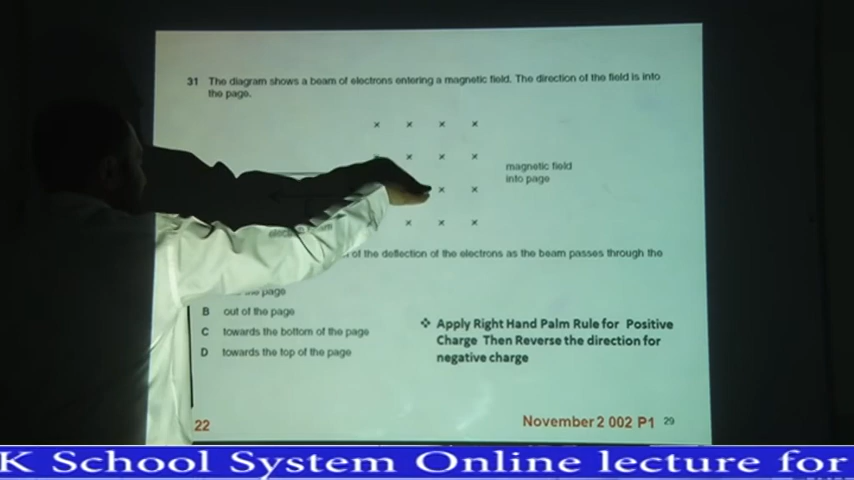 31 The diagram shows a beam of electrons entering a magnetic field. The direction of the field is into
the page.
× × × ×
× × ×
magnetic field
into page
× ×
× × ×
of the deflection of the electrons as the beam passes through the
page
B out of the page
C towards the bottom of the page
D towards the top of the page
❖ Apply Right Hand Palm Rule for Positive
Charge Then Reverse the direction for
negative charge
22
November 2 002 P1 29
K School System Online lecture for